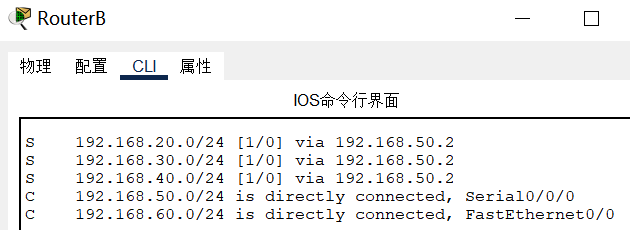 RouterB
物理 配置 CLI 属性
IOS命令行界面
S 192.168.20.0/24 [1/0] via 192.168.50.2
S 192.168.30.0/24 [1/0] via 192.168.50.2
S 192.168.40.0/24 [1/0] via 192.168.50.2
C 192.168.50.0/24 is directly connected, Serial0/0/0
C 192.168.60.0/24 is directly connected, FastEthernet0/0